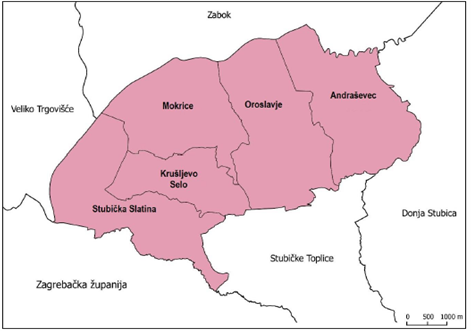 Zabok
Veliko Trgovišće
Mokrice
Oroslavje
Andraševec
Krušljevo
Selo
Stubička Slatina
Donja Stubica
Stubičke Toplice
Zagrebačka županija
0 500 1000 m